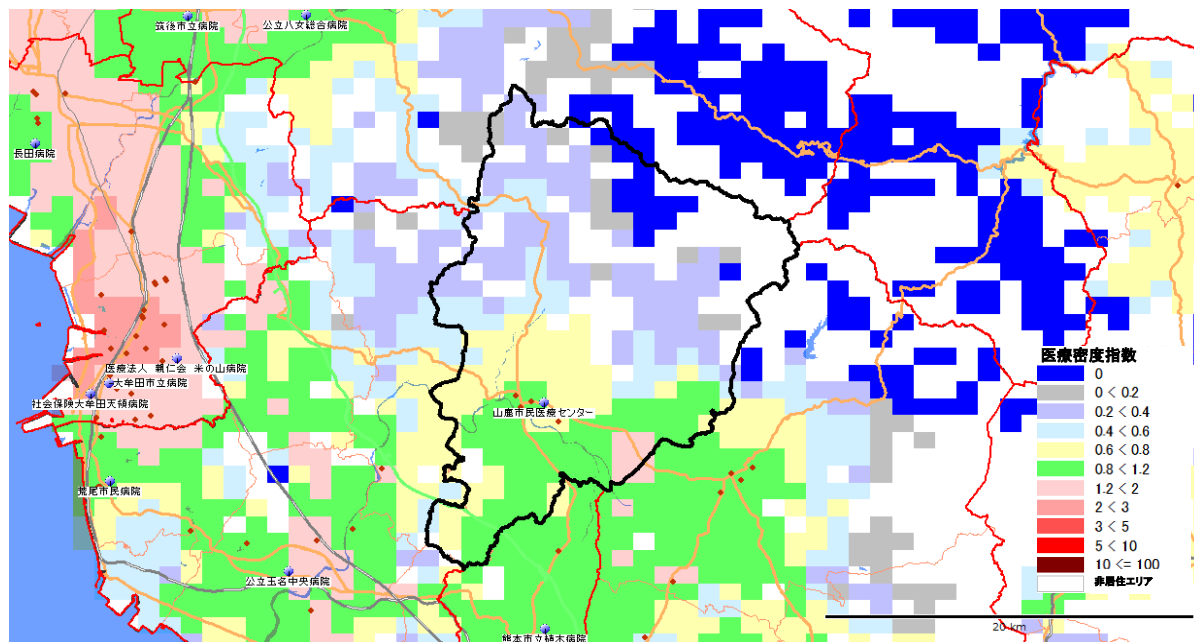 筑後市立病院
公立八女総合病院
長田病院
医療法人 親仁会 米の山病院
大牟田市立病院
社会保険大牟田天領病院
山鹿市民医療センター
荒尾市民病院
公立玉名中央病院
熊本市立植木病院
医療密度指数
0
0 < 0.2
0.2 < 0.4
0.4 < 0.6
0.6 < 0.8
0.8 < 1.2
1.2 < 2
2 < 3
3 < 5
5 < 10
10 <= 100
非居住エリア
20 km